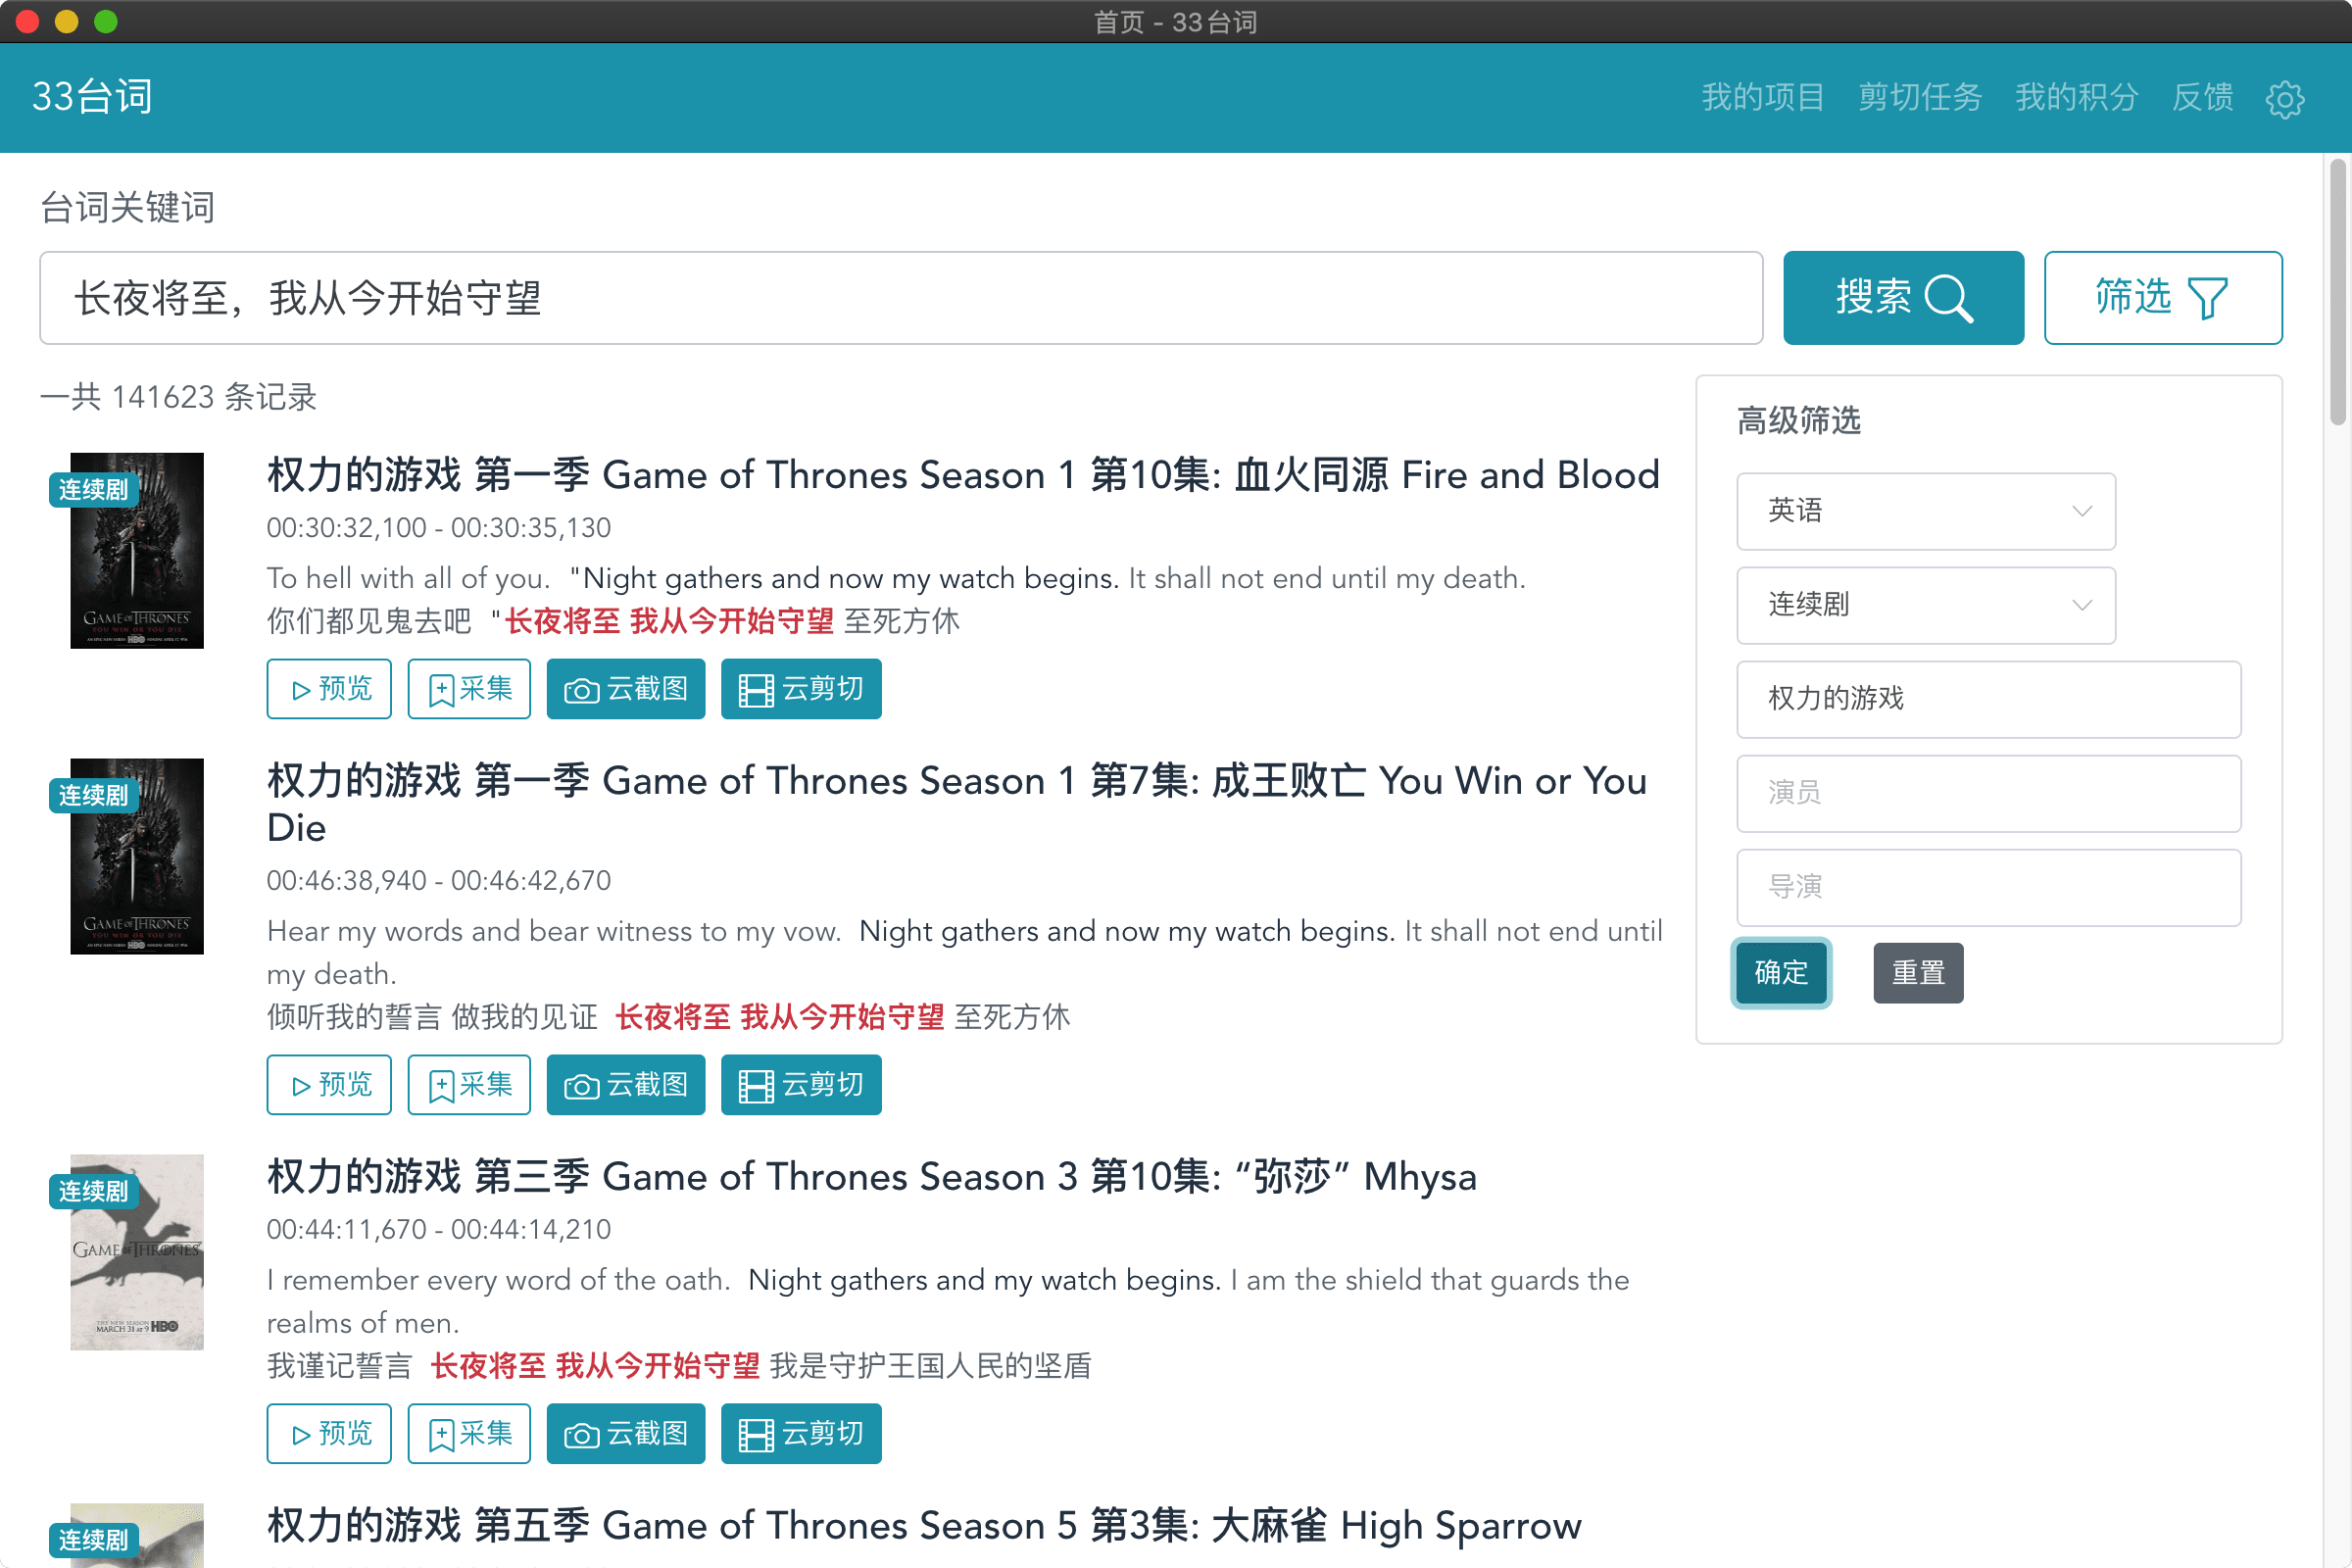 首页 - 33台词
33台词
我的项目 剪切任务 我的积分 反馈
台词关键词
长夜将至，我从今开始守望
搜索
筛选
一共 141623 条记录
连续剧
GAME OF THRONES
YOU WIN OR YOU DIE
权力的游戏 第一季 Game of Thrones Season 1 第10集: 血火同源 Fire and Blood
00:30:32,100 - 00:30:35,130
To hell with all of you.  "Night gathers and now my watch begins. It shall not end until my death.
你们都见鬼去吧  "长夜将至 我从今开始守望 至死方休
预览 采集 云截图 云剪切
连续剧
GAME OF THRONES
YOU WIN OR YOU DIE
权力的游戏 第一季 Game of Thrones Season 1 第7集: 成王败亡 You Win or You
Die
00:46:38,940 - 00:46:42,670
Hear my words and bear witness to my vow.  Night gathers and now my watch begins. It shall not end until
my death.
倾听我的誓言 做我的见证  长夜将至 我从今开始守望 至死方休
预览 采集 云截图 云剪切
连续剧
GAME OF THRONES
THE NEW SEASON
MARCH 31 AT 9 HBO
权力的游戏 第三季 Game of Thrones Season 3 第10集: “弥莎” Mhysa
00:44:11,670 - 00:44:14,210
I remember every word of the oath.  Night gathers and my watch begins. I am the shield that guards the
realms of men.
我谨记誓言  长夜将至 我从今开始守望 我是守护王国人民的坚盾
预览 采集 云截图 云剪切
连续剧
权力的游戏 第五季 Game of Thrones Season 5 第3集: 大麻雀 High Sparrow
高级筛选
英语
连续剧
权力的游戏
演员
导演
确定 重置